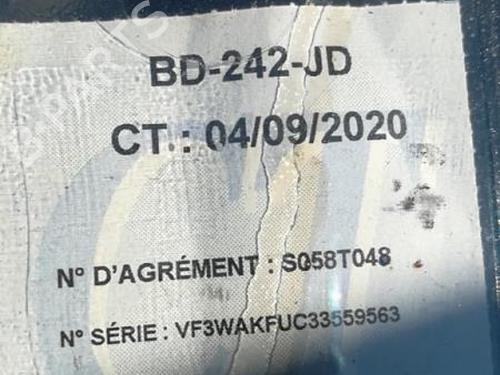 BD-242-JD
CT : 04/09/2020
N° D'AGRÉMENT : S058T048
N° SÉRIE : VF3WAKFUC33559563